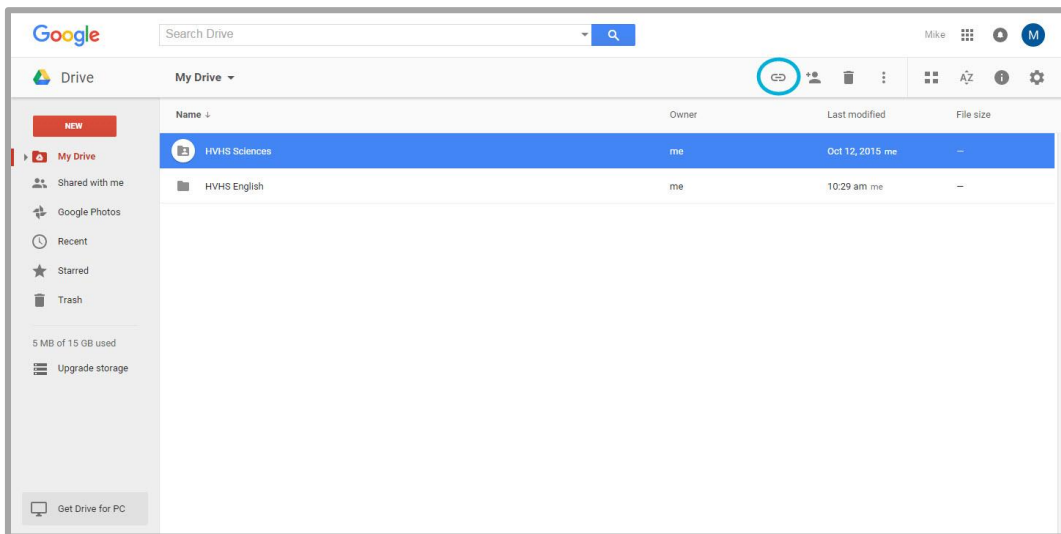 Google
Search Drive
Mike
M
Drive
My Drive
AZ
NEW
My Drive
Shared with me
Google Photos
Recent
Starred
Trash
5 MB of 15 GB used
Upgrade storage
Get Drive for PC
Name Owner Last modified File size
HVHS Sciences me Oct 12, 2015 me —
HVHS English me 10:29 am me —